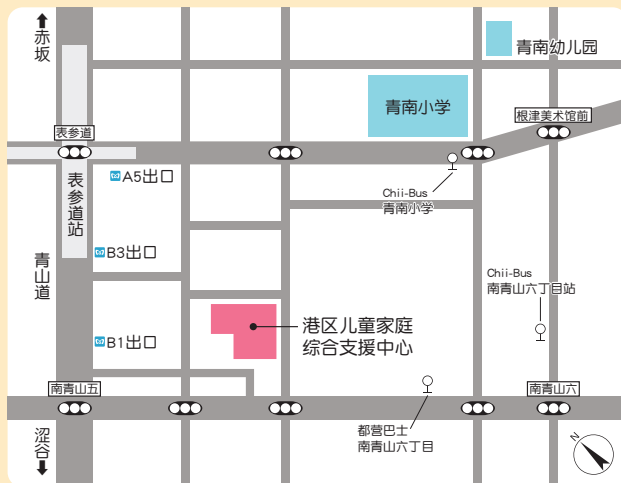 赤坂
青南幼儿园
青南小学
根津美术馆前
表参道
A5出口
表参道站
Chii-Bus
青南小学
青山道
B3出口
Chii-Bus
南青山六丁目站
港区儿童家庭
综合支援中心
B1出口
南青山五
南青山六
都营巴士
南青山六丁目
涩谷
N